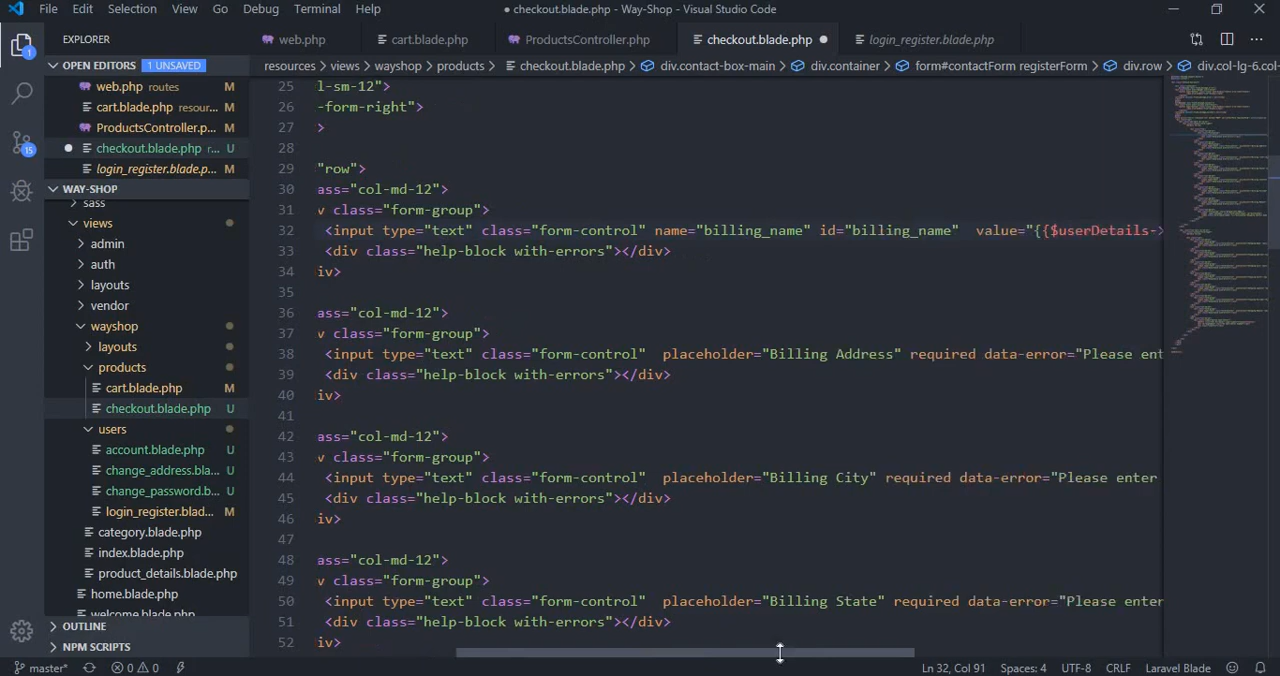 File Edit Selection View Go Debug Terminal Help
● checkout.blade.php - Way-Shop - Visual Studio Code
EXPLORER
web.php
cart.blade.php
ProductsController.php
checkout.blade.php ●
login_register.blade.php
OPEN EDITORS 1 UNSAVED
resources > views > wayshop > products > checkout.blade.php > div.contact-box-main > div.container > form#contactForm registerForm > div.row > div.col-lg-6.col-
web.php routes M
cart.blade.php resour... M
ProductsController.p... M
checkout.blade.php r... U
login_register.blade.p... M
WAY-SHOP
sass
views
admin
auth
layouts
vendor
wayshop
layouts
products
cart.blade.php M
checkout.blade.php U
users
account.blade.php U
change_address.bla... U
change_password.b... U
login_register.blad... M
category.blade.php
index.blade.php
product_details.blade.php
home.blade.php
welcome.blade.php
OUTLINE
NPM SCRIPTS
25 l-sm-12">
26 -form-right">
27 >
28
29 "row">
30 ass="col-md-12">
31 v class="form-group">
32 <input type="text" class="form-control" name="billing_name" id="billing_name"  value="{{$userDetails->
33 <div class="help-block with-errors"></div>
34 iv>
35
36 ass="col-md-12">
37 v class="form-group">
38 <input type="text" class="form-control"  placeholder="Billing Address" required data-error="Please ent
39 <div class="help-block with-errors"></div>
40 iv>
41
42 ass="col-md-12">
43 v class="form-group">
44 <input type="text" class="form-control"  placeholder="Billing City" required data-error="Please enter
45 <div class="help-block with-errors"></div>
46 iv>
47
48 ass="col-md-12">
49 v class="form-group">
50 <input type="text" class="form-control"  placeholder="Billing State" required data-error="Please enter
51 <div class="help-block with-errors"></div>
52 iv>
1
15
master* 0 0 Ln 32, Col 91 Spaces: 4 UTF-8 CRLF Laravel Blade